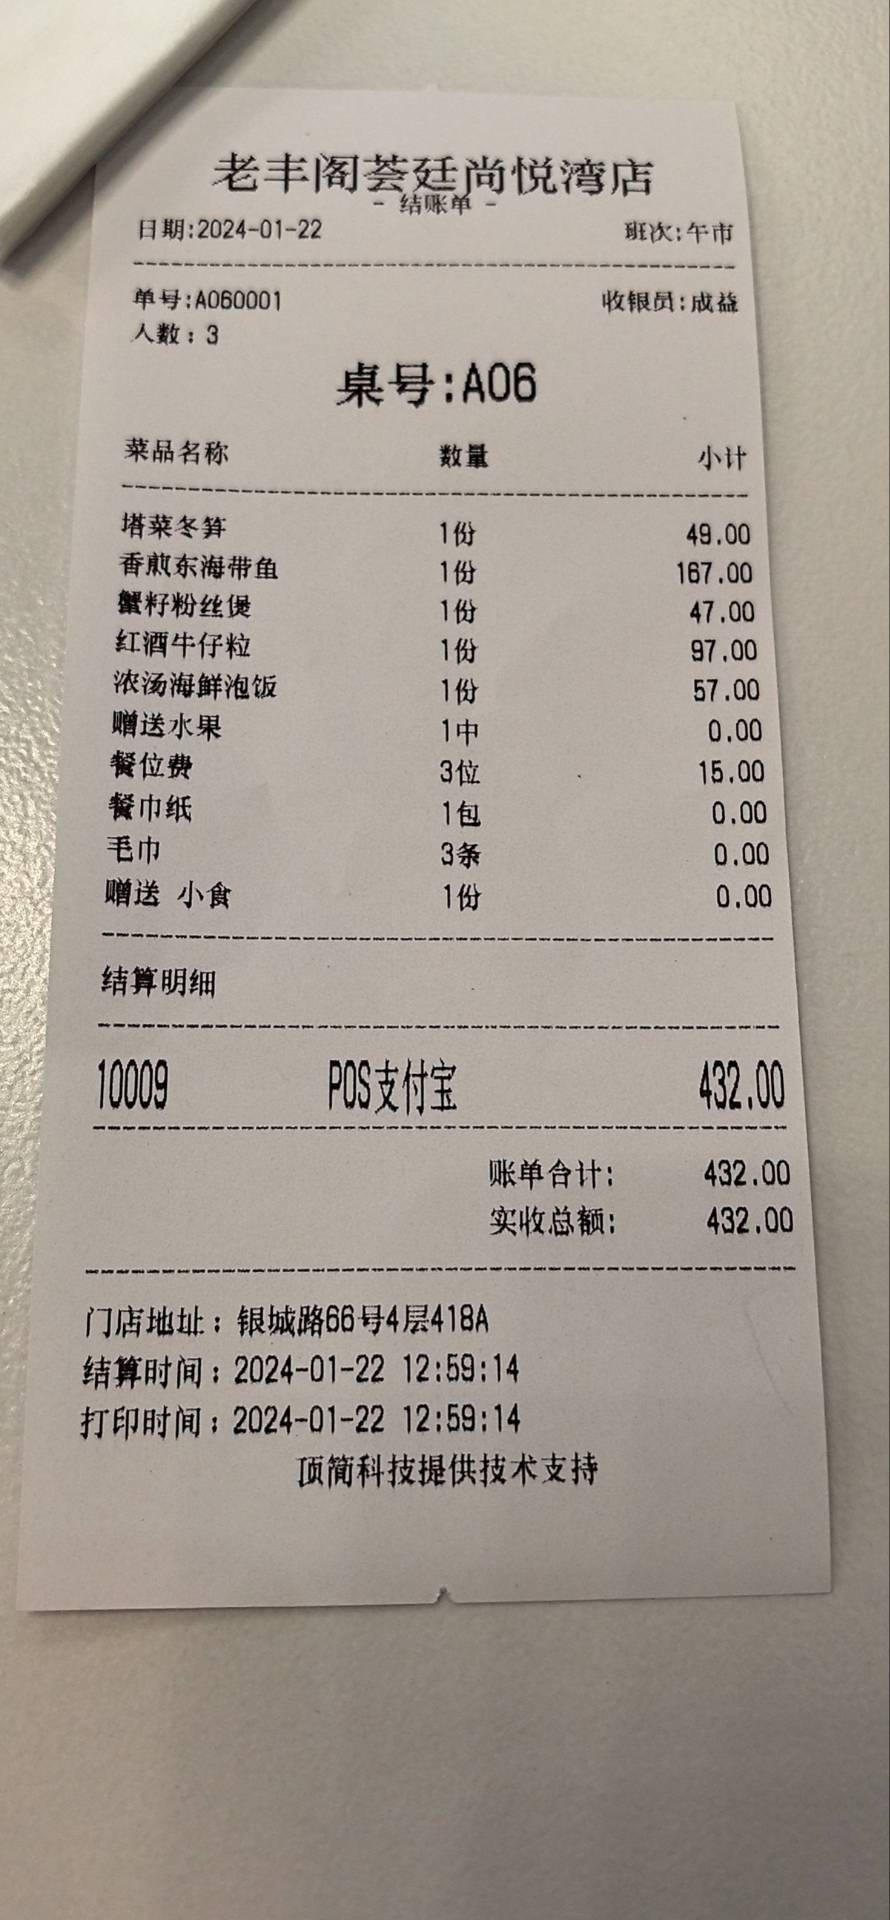 老丰阁荟廷尚悦湾店
- 结账单 -
日期:2024-01-22 班次:午市
单号:A060001 收银员:成益
人数:3
桌号:A06
菜品名称 数量 小计
塔菜冬笋 1份 49.00
香煎东海带鱼 1份 167.00
蟹籽粉丝煲 1份 47.00
红酒牛仔粒 1份 97.00
浓汤海鲜泡饭 1份 57.00
赠送水果 1中 0.00
餐位费 3位 15.00
餐巾纸 1包 0.00
毛巾 3条 0.00
赠送 小食 1份 0.00
结算明细
10009 POS支付宝 432.00
账单合计: 432.00
实收总额: 432.00
门店地址:银城路66号4层418A
结算时间:2024-01-22 12:59:14
打印时间:2024-01-22 12:59:14
顶简科技提供技术支持